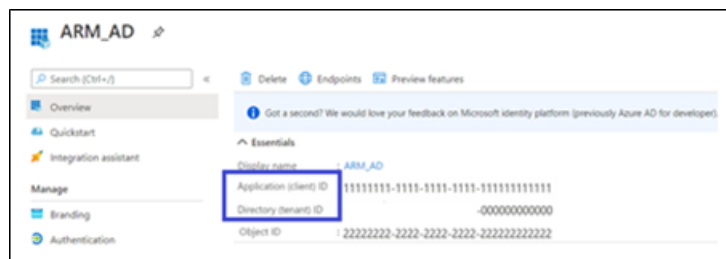 ARM_AD
Search (Ctrl+/)
«
Delete Endpoints Preview features
Overview
Got a second? We would love your feedback on Microsoft identity platform (previously Azure AD for developer).
Quickstart
Essentials
Integration assistant
Display name : ARM_AD
Manage
Application (client) ID 11111111-1111-1111-1111-111111111111
Branding
Directory (tenant) ID -000000000000
Authentication
Object ID : 22222222-2222-2222-2222-222222222222